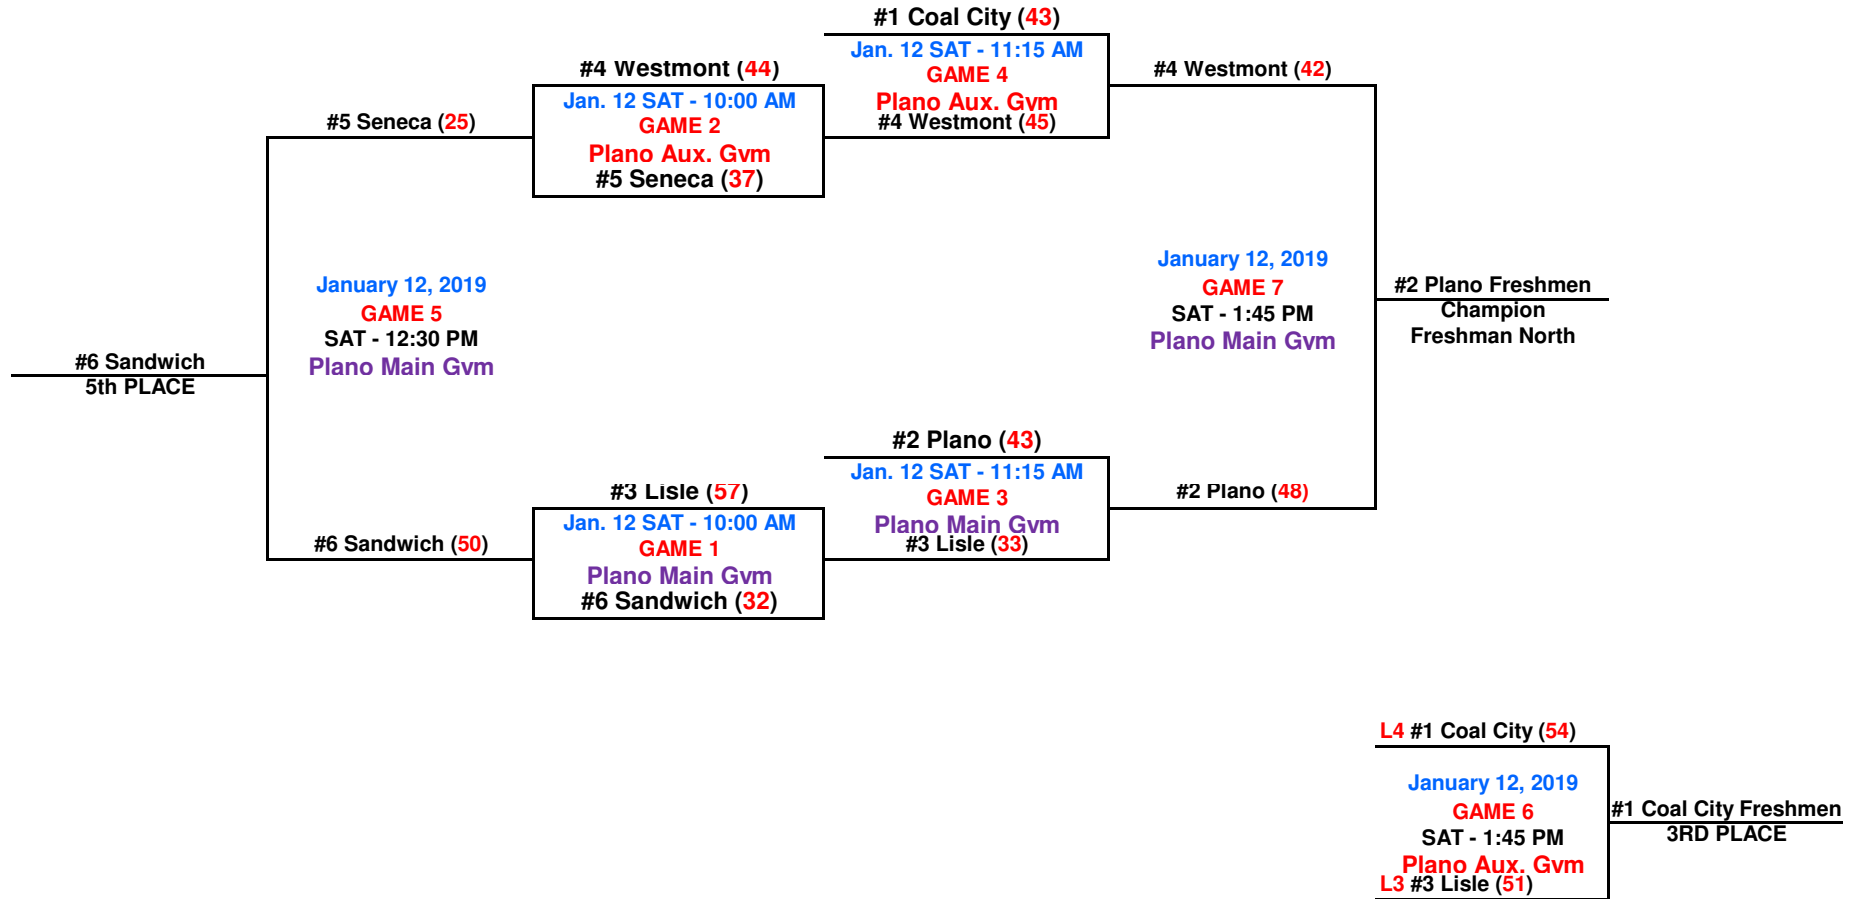 #1 Coal City (43)
Jan. 12 SAT - 11:15 AM
GAME 4
Plano Aux. Gym
#4 Westmont (45)
#4 Westmont (44)
Jan. 12 SAT - 10:00 AM
GAME 2
Plano Aux. Gym
#5 Seneca (37)
#4 Westmont (42)
#5 Seneca (25)
January 12, 2019
GAME 5
SAT - 12:30 PM
Plano Main Gym
#6 Sandwich
5th PLACE
January 12, 2019
GAME 7
SAT - 1:45 PM
Plano Main Gym
#2 Plano Freshmen
Champion
Freshman North
#2 Plano (43)
Jan. 12 SAT - 11:15 AM
GAME 3
Plano Main Gym
#3 Lisle (33)
#3 Lisle (57)
Jan. 12 SAT - 10:00 AM
GAME 1
Plano Main Gym
#6 Sandwich (32)
#2 Plano (48)
#6 Sandwich (50)
L4 #1 Coal City (54)
January 12, 2019
GAME 6
SAT - 1:45 PM
Plano Aux. Gym
L3 #3 Lisle (51)
#1 Coal City Freshmen
3RD PLACE